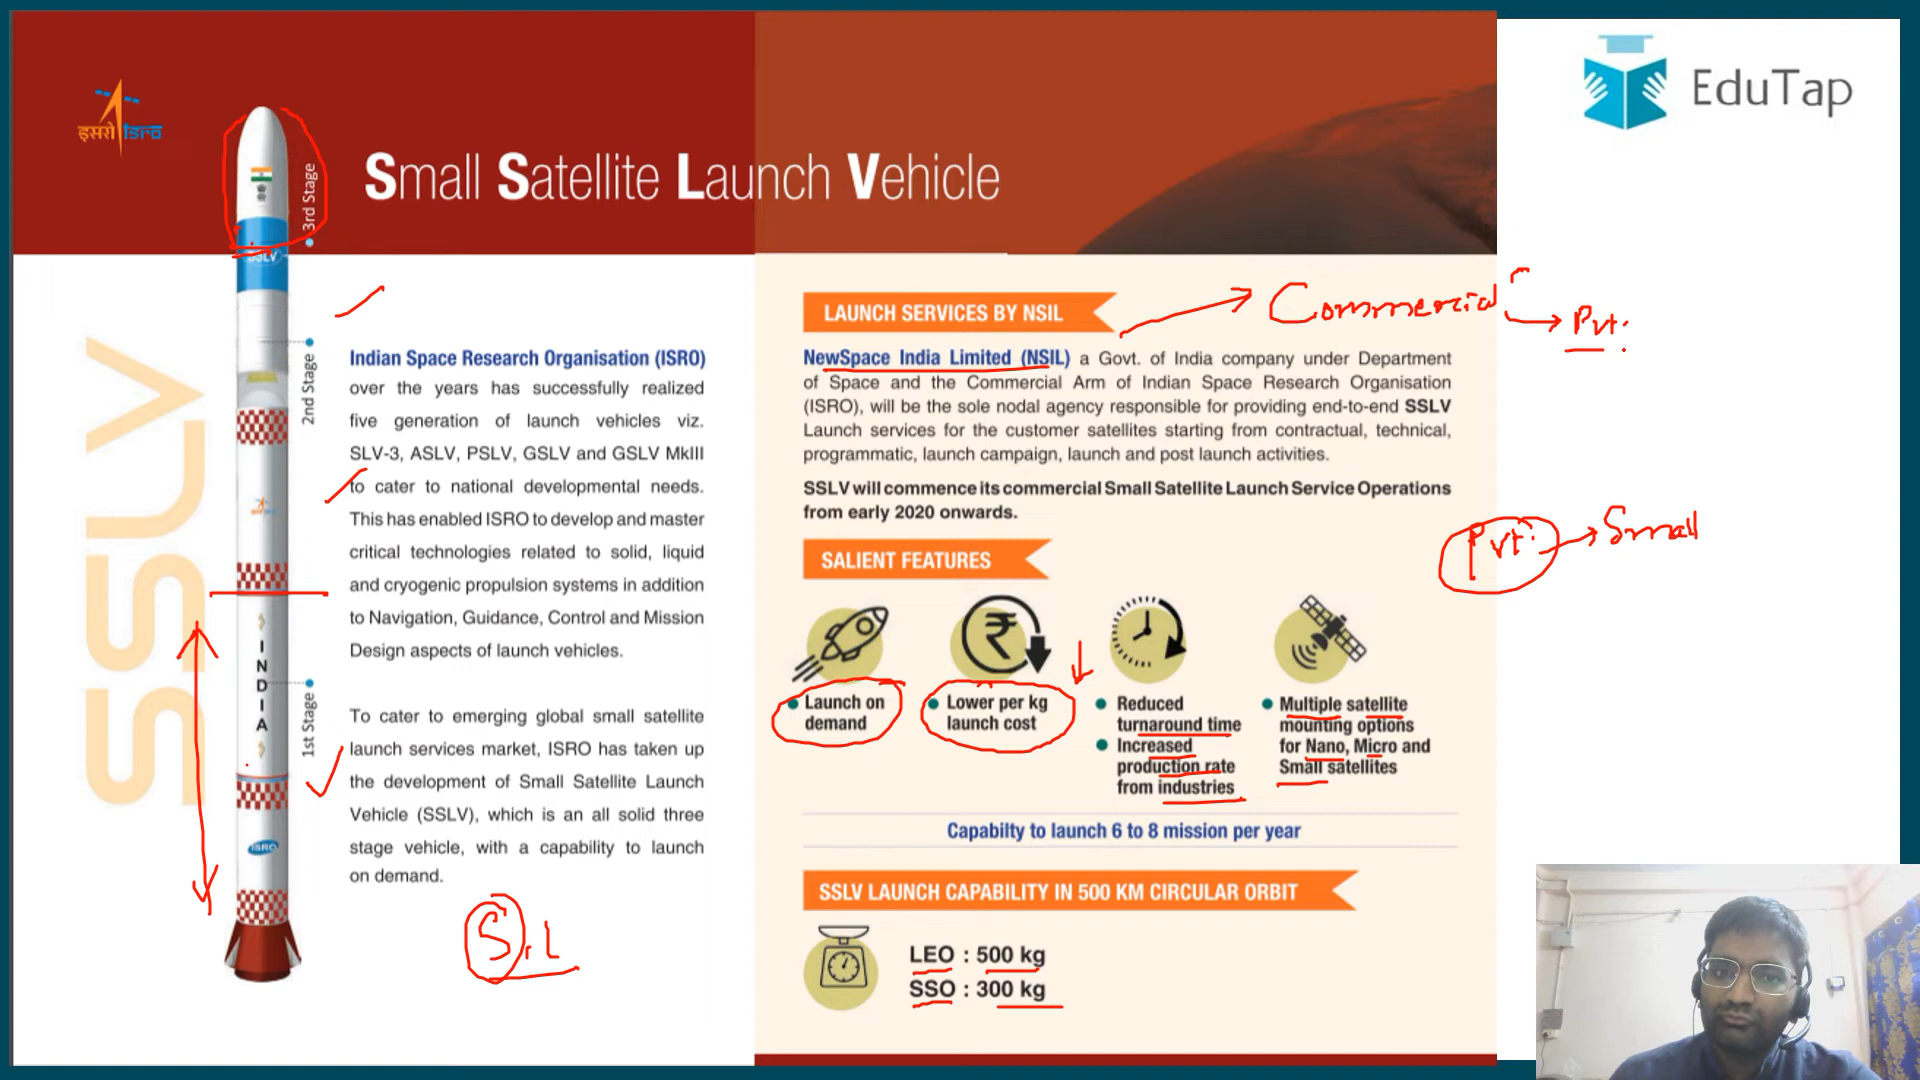 EduTap
इसरो isro
Small Satellite Launch Vehicle
3rd Stage
SSLV
2nd Stage
INDIA
1st Stage
ISRO
SSLV
Indian Space Research Organisation (ISRO)
over the years has successfully realized
five generation of launch vehicles viz.
SLV-3, ASLV, PSLV, GSLV and GSLV MkIII
to cater to national developmental needs.
This has enabled ISRO to develop and master
critical technologies related to solid, liquid
and cryogenic propulsion systems in addition
to Navigation, Guidance, Control and Mission
Design aspects of launch vehicles.
To cater to emerging global small satellite
launch services market, ISRO has taken up
the development of Small Satellite Launch
Vehicle (SSLV), which is an all solid three
stage vehicle, with a capability to launch
on demand.
LAUNCH SERVICES BY NSIL
Commercial
Pvt.
NewSpace India Limited (NSIL) a Govt. of India company under Department
of Space and the Commercial Arm of Indian Space Research Organisation
(ISRO), will be the sole nodal agency responsible for providing end-to-end SSLV
Launch services for the customer satellites starting from contractual, technical,
programmatic, launch campaign, launch and post launch activities.
SSLV will commence its commercial Small Satellite Launch Service Operations
from early 2020 onwards.
Pvt. Small
SALIENT FEATURES
₹
Launch on
demand
Lower per kg
launch cost
Reduced
turnaround time
Increased
production rate
from industries
Multiple satellite
mounting options
for Nano, Micro and
Small satellites
Capabilty to launch 6 to 8 mission per year
SSLV LAUNCH CAPABILITY IN 500 KM CIRCULAR ORBIT
LEO : 500 kg
SSO : 300 kg